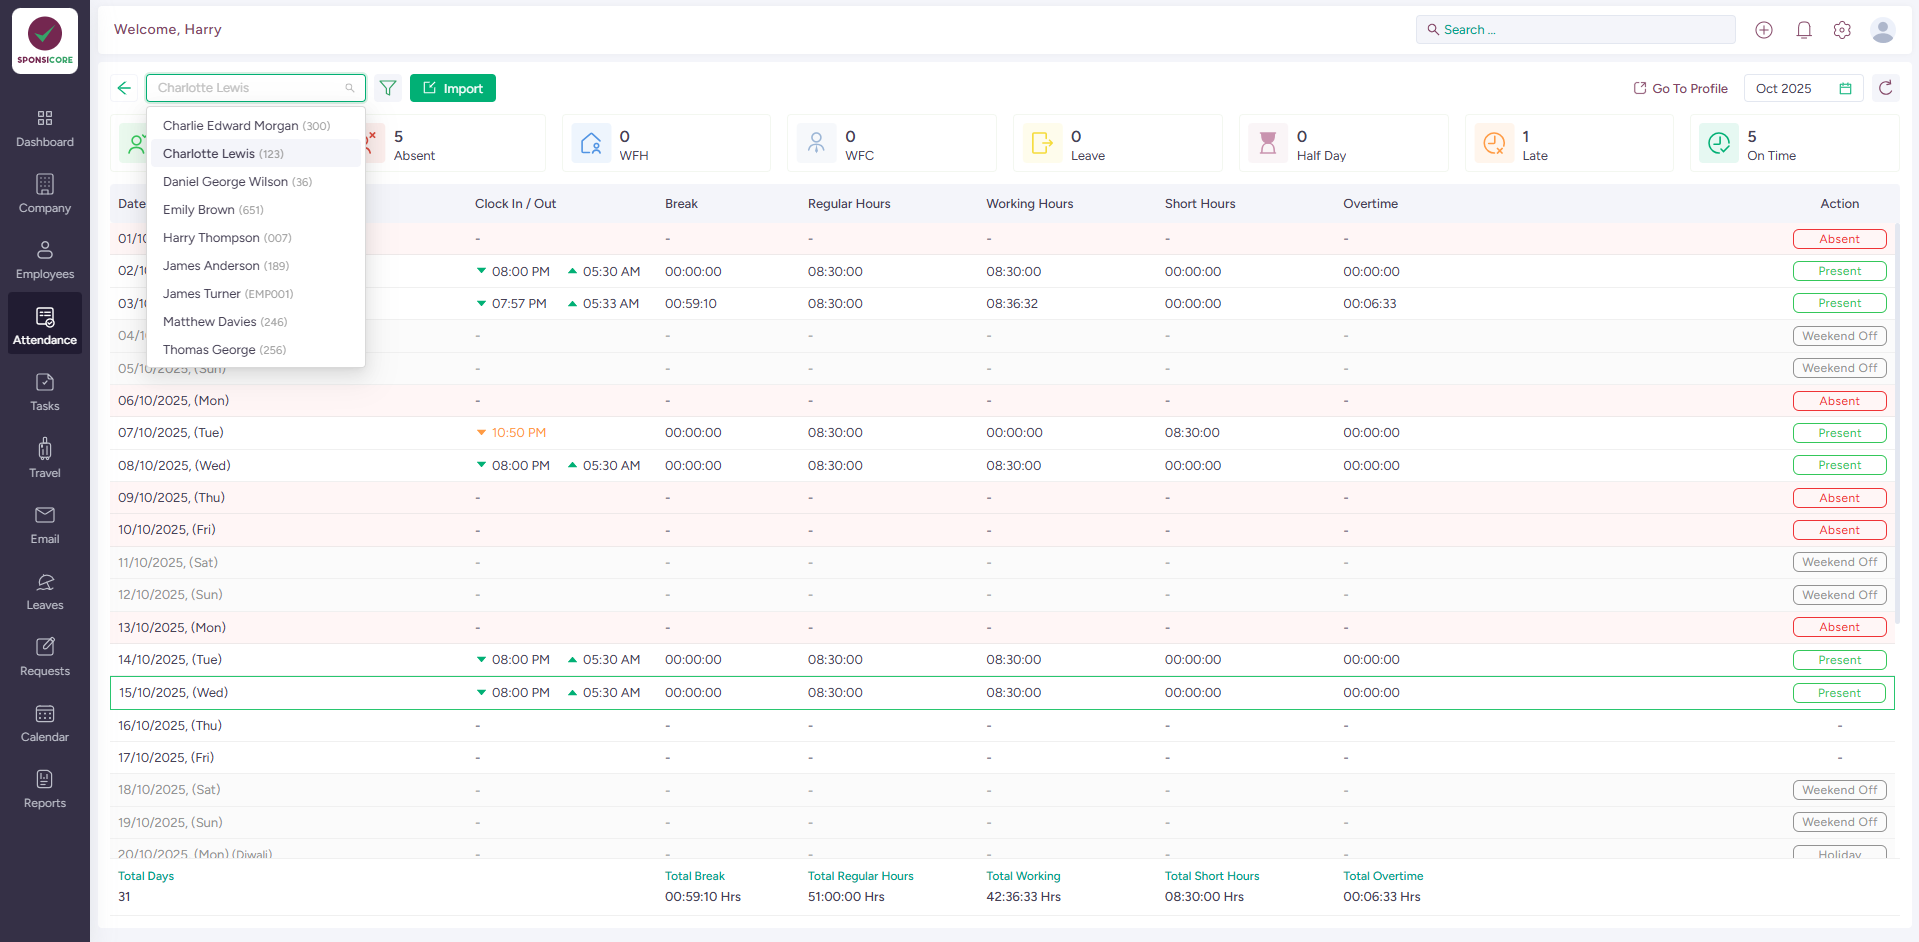 SPONSICORE
Welcome, Harry
Search ...
Charlotte Lewis
Import
Go To Profile
Oct 2025
Charlie Edward Morgan (300)
Charlotte Lewis (123)
Daniel George Wilson (36)
Emily Brown (651)
Harry Thompson (007)
James Anderson (189)
James Turner (EMP001)
Matthew Davies (246)
Thomas George (256)
5 Absent
0 WFH
0 WFC
0 Leave
0 Half Day
1 Late
5 On Time
Dashboard
Company
Employees
Attendance
Tasks
Travel
Email
Leaves
Requests
Calendar
Reports
Date Clock In / Out Break Regular Hours Working Hours Short Hours Overtime Action
01/10 - - - - - - Absent
02/1 08:00 PM 05:30 AM 00:00:00 08:30:00 08:30:00 00:00:00 00:00:00 Present
03/1 07:57 PM 05:33 AM 00:59:10 08:30:00 08:36:32 00:00:00 00:06:33 Present
04/1 - - - - - - Weekend Off
05/10/2025, (Sun) - - - - - - Weekend Off
06/10/2025, (Mon) - - - - - - Absent
07/10/2025, (Tue) 10:50 PM 00:00:00 08:30:00 00:00:00 08:30:00 00:00:00 Present
08/10/2025, (Wed) 08:00 PM 05:30 AM 00:00:00 08:30:00 08:30:00 00:00:00 00:00:00 Present
09/10/2025, (Thu) - - - - - - Absent
10/10/2025, (Fri) - - - - - - Absent
11/10/2025, (Sat) - - - - - - Weekend Off
12/10/2025, (Sun) - - - - - - Weekend Off
13/10/2025, (Mon) - - - - - - Absent
14/10/2025, (Tue) 08:00 PM 05:30 AM 00:00:00 08:30:00 08:30:00 00:00:00 00:00:00 Present
15/10/2025, (Wed) 08:00 PM 05:30 AM 00:00:00 08:30:00 08:30:00 00:00:00 00:00:00 Present
16/10/2025, (Thu) - - - - - - -
17/10/2025, (Fri) - - - - - - -
18/10/2025, (Sat) - - - - - - Weekend Off
19/10/2025, (Sun) - - - - - - Weekend Off
20/10/2025, (Mon) (Diwali) - - - - - - Holiday
Total Days Total Break Total Regular Hours Total Working Total Short Hours Total Overtime
31 00:59:10 Hrs 51:00:00 Hrs 42:36:33 Hrs 08:30:00 Hrs 00:06:33 Hrs